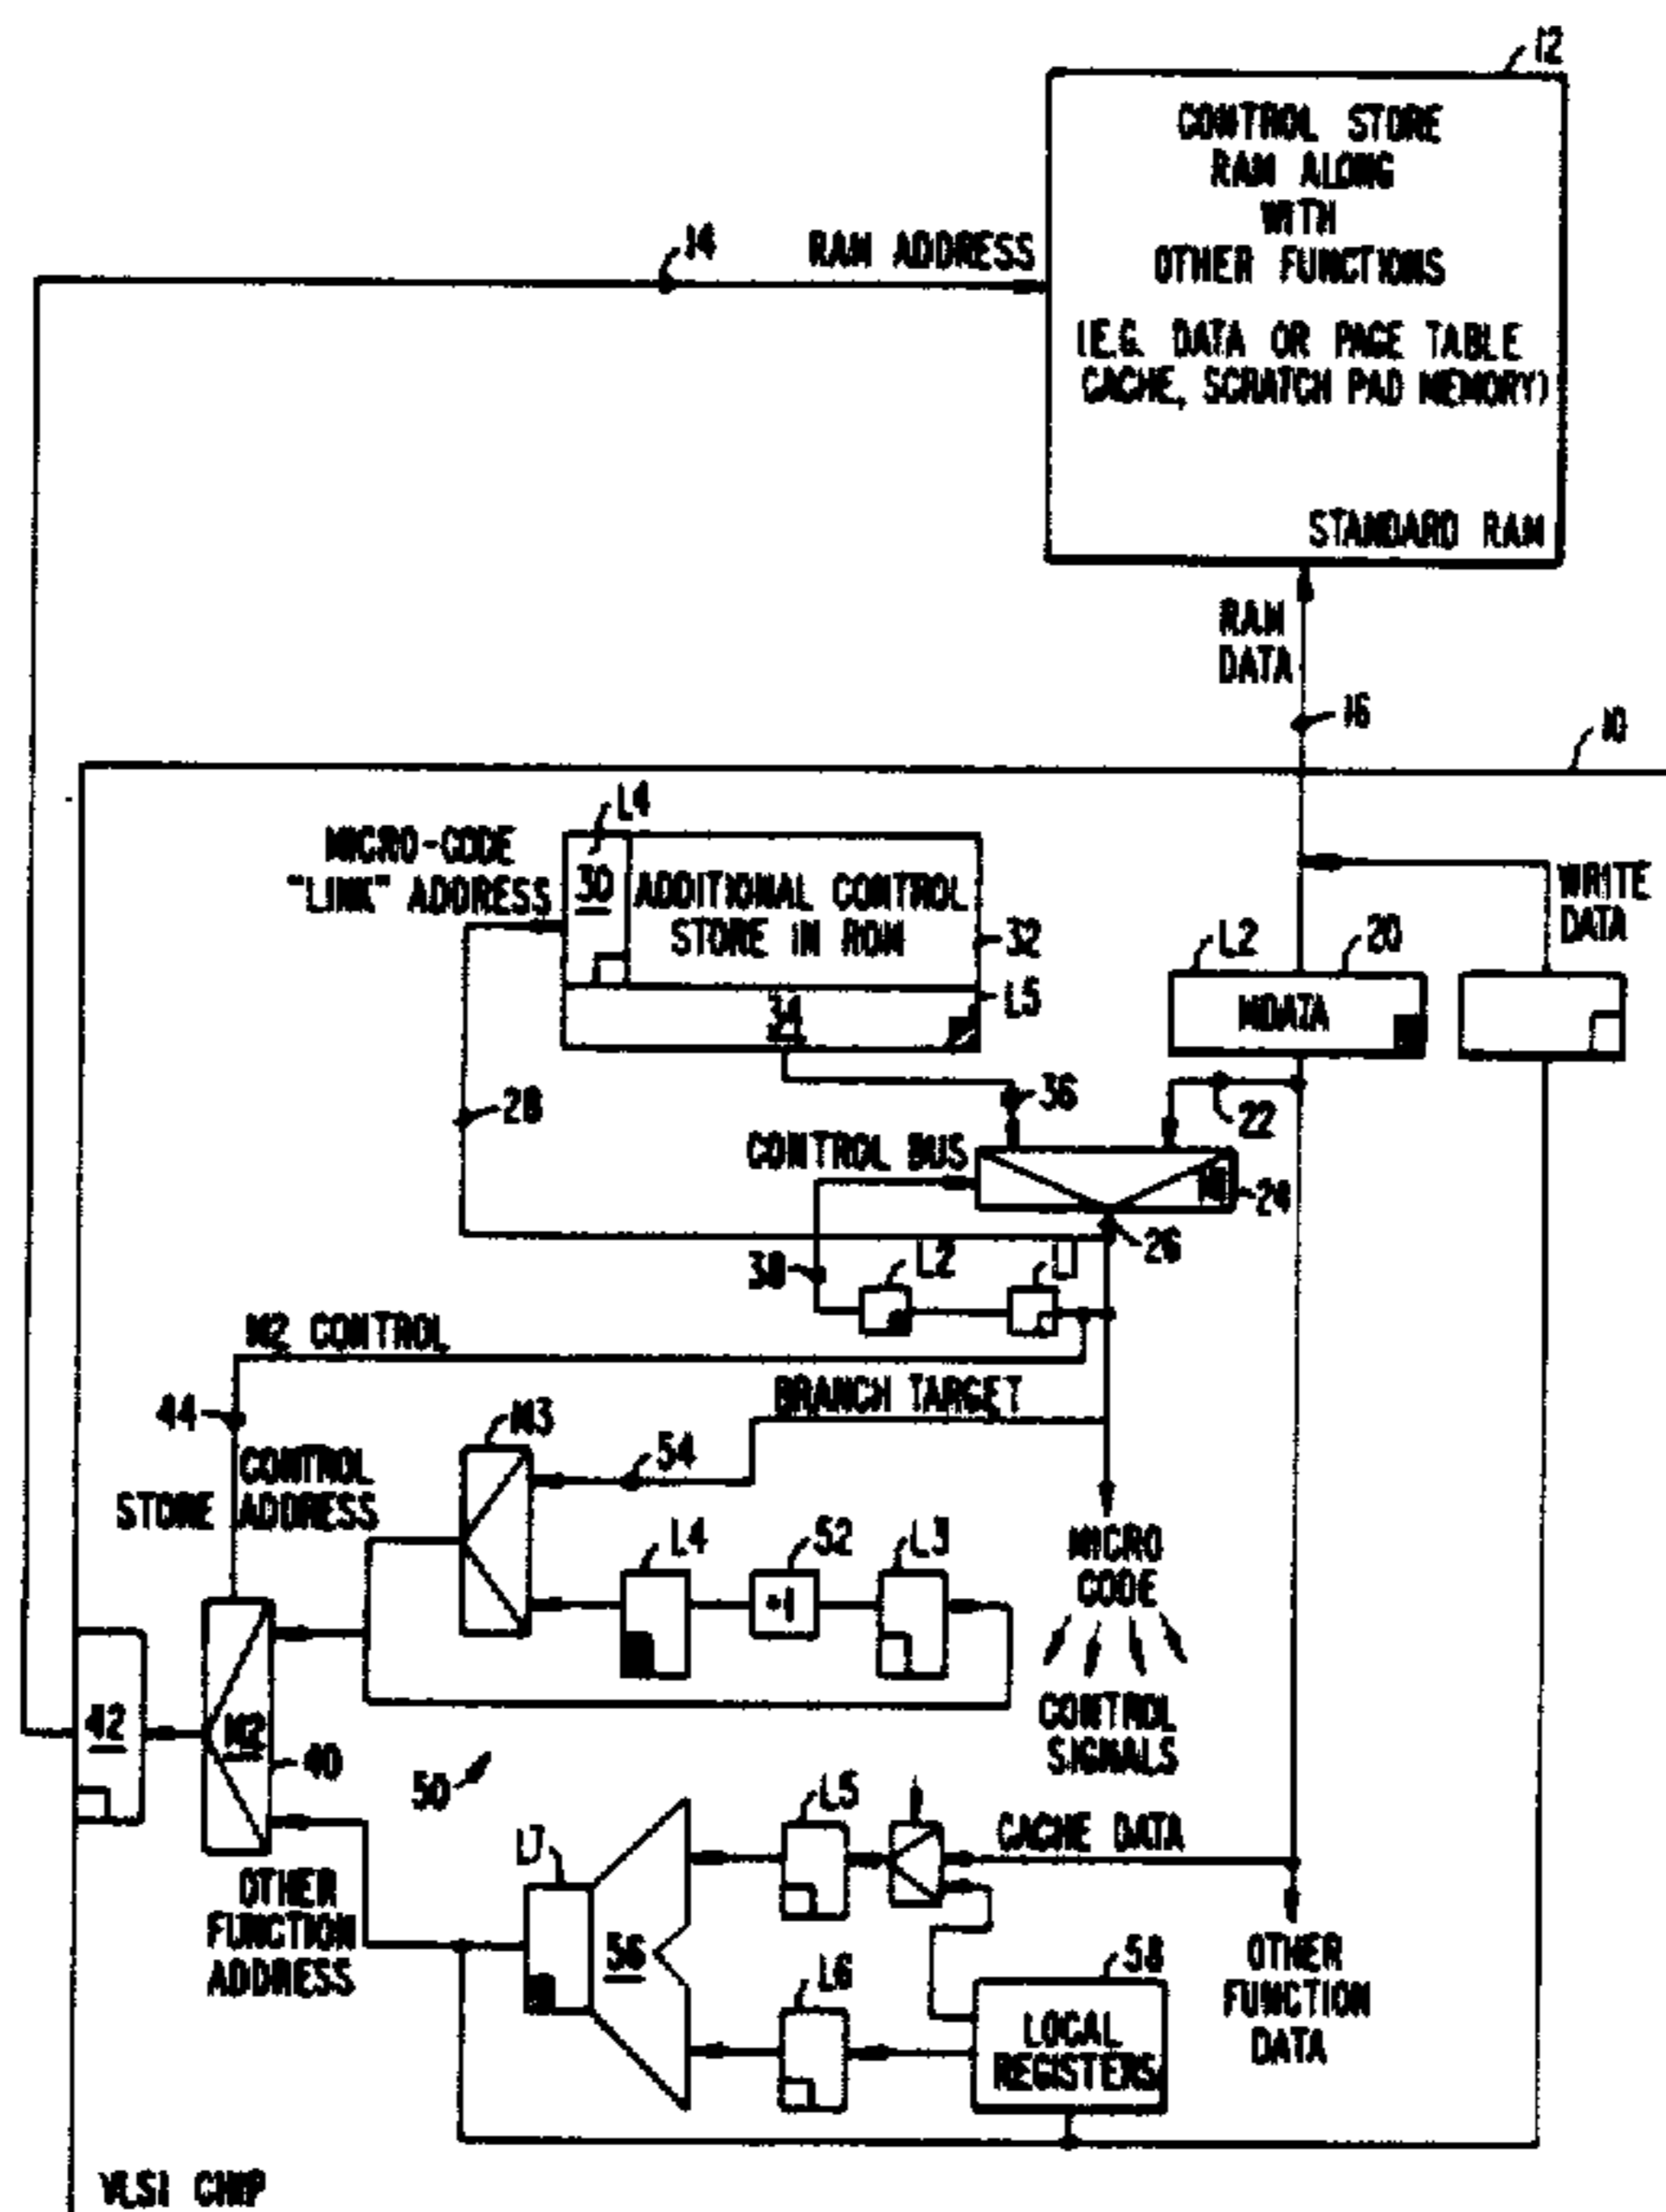 12
CONTROL STORE
RAM ALONG
WITH
OTHER FUNCTIONS
(E.G. DATA OR PAGE TABLE
CACHE, SCRATCH PAD MEMORY)
STANDARD RAM
14
RAM ADDRESS
RAM
DATA
16
10
L4
MICRO-CODE
"LINK" ADDRESS
30
ADDITIONAL CONTROL
STORE IN ROM
32
34
L5
L2
20
MDATA
WRITE
DATA
28
36
22
CONTROL BUS
M1
24
26
38
L2
L1
M2 CONTROL
BRANCH TARGET
44
M3
54
CONTROL
STORE ADDRESS
L4
52
+1
L3
MICRO
CODE
CONTROL
SIGNALS
42
M2
40
50
L5
CACHE DATA
L7
OTHER
FUNCTION
ADDRESS
56
L6
58
LOCAL
REGISTERS
OTHER
FUNCTION
DATA
VLSI CHIP